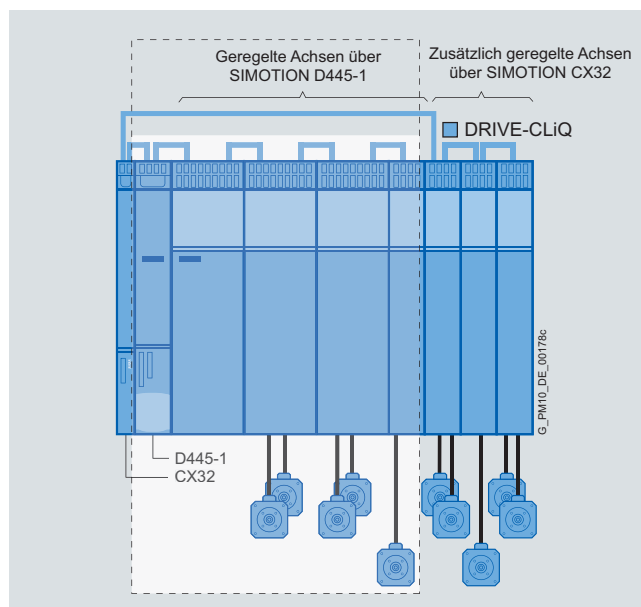 Geregelte Achsen über
SIMOTION D445-1
Zusätzlich geregelte Achsen
über SIMOTION CX32
DRIVE-CLiQ
G_PM10_DE_00178c
D445-1
CX32